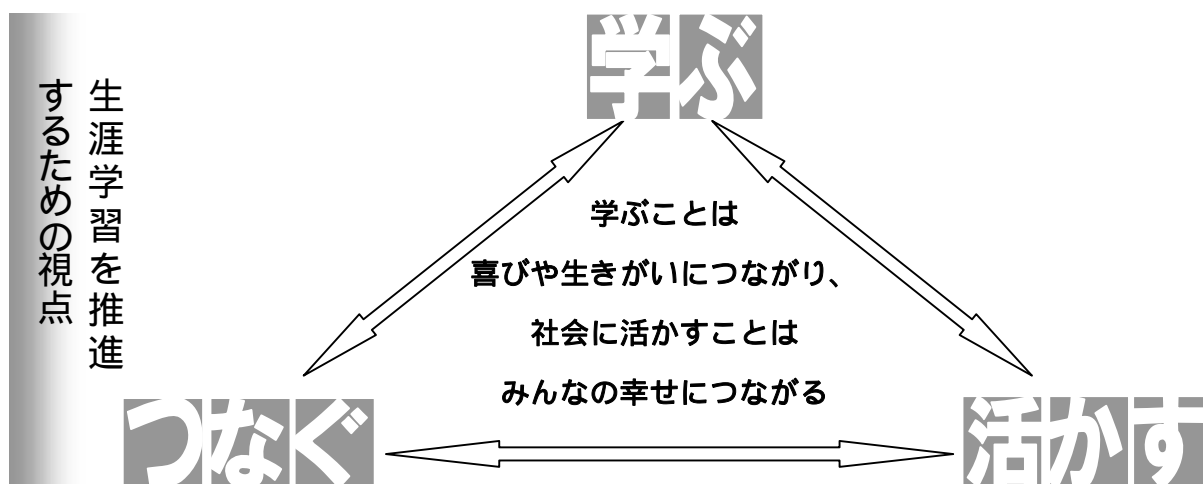 生涯学習を推進
するための視点
学ぶ
学ぶことは
喜びや生きがいにつながり、
社会に活かすことは
みんなの幸せにつながる
つなぐ
活かす